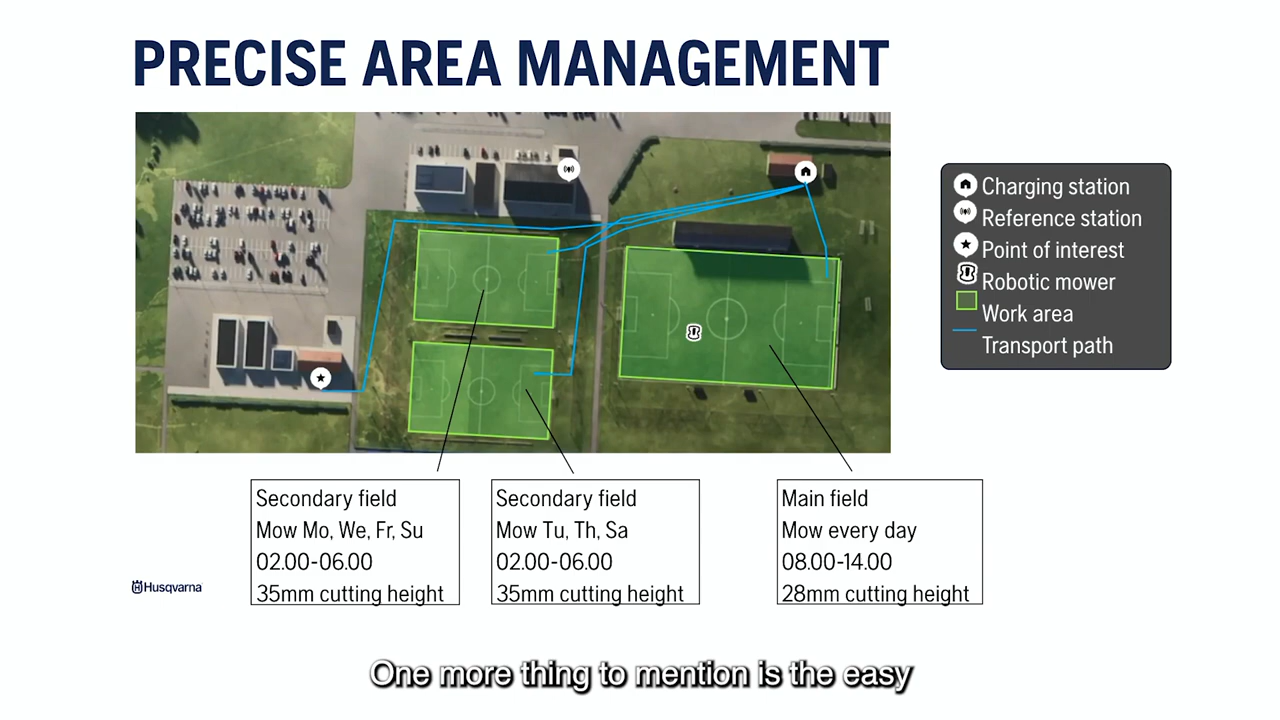 PRECISE AREA MANAGEMENT
Charging station
Reference station
Point of interest
Robotic mower
Work area
Transport path
Secondary field
Mow Mo, We, Fr, Su
02.00-06.00
35mm cutting height
Secondary field
Mow Tu, Th, Sa
02.00-06.00
35mm cutting height
Main field
Mow every day
08.00-14.00
28mm cutting height
Husqvarna
One more thing to mention is the easy